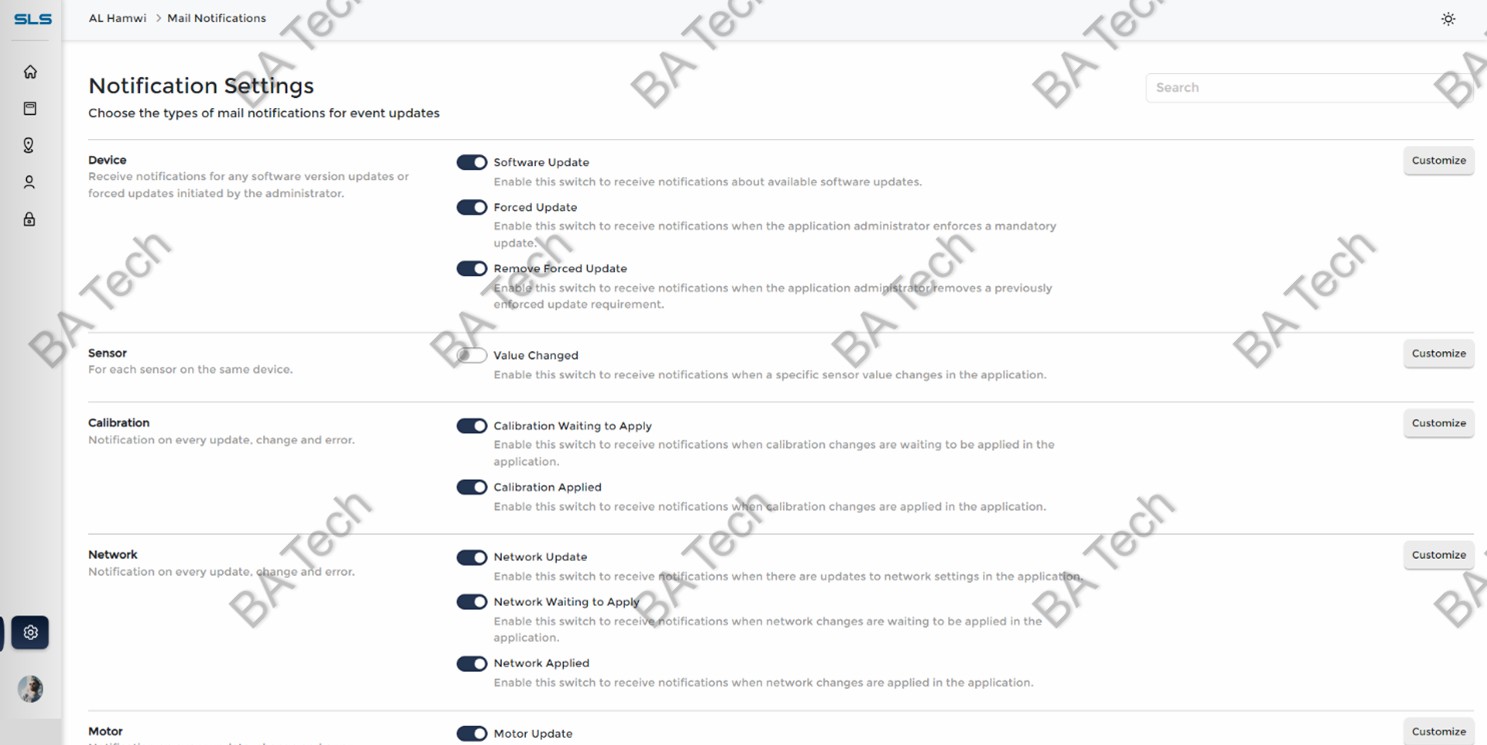 SLS
AL Hamwi > Mail Notifications
Notification Settings
Search
Choose the types of mail notifications for event updates
Device
Receive notifications for any software version updates or
forced updates initiated by the administrator.
Software Update
Enable this switch to receive notifications about available software updates.
Forced Update
Enable this switch to receive notifications when the application administrator enforces a mandatory
update.
Remove Forced Update
Enable this switch to receive notifications when the application administrator removes a previously
enforced update requirement.
Customize
Sensor
For each sensor on the same device.
Value Changed
Enable this switch to receive notifications when a specific sensor value changes in the application.
Customize
Calibration
Notification on every update, change and error.
Calibration Waiting to Apply
Enable this switch to receive notifications when calibration changes are waiting to be applied in the
application.
Calibration Applied
Enable this switch to receive notifications when calibration changes are applied in the application.
Customize
Network
Notification on every update, change and error.
Network Update
Enable this switch to receive notifications when there are updates to network settings in the application.
Network Waiting to Apply
Enable this switch to receive notifications when network changes are waiting to be applied in the
application.
Network Applied
Enable this switch to receive notifications when network changes are applied in the application.
Customize
Motor
Motor Update
Customize
BA Tech
BA Tech
BA Tech
BA
BA Tech
BA Tech
BA Tech
BA Tech
BA Tech
BA Tech
BA Tech
BA